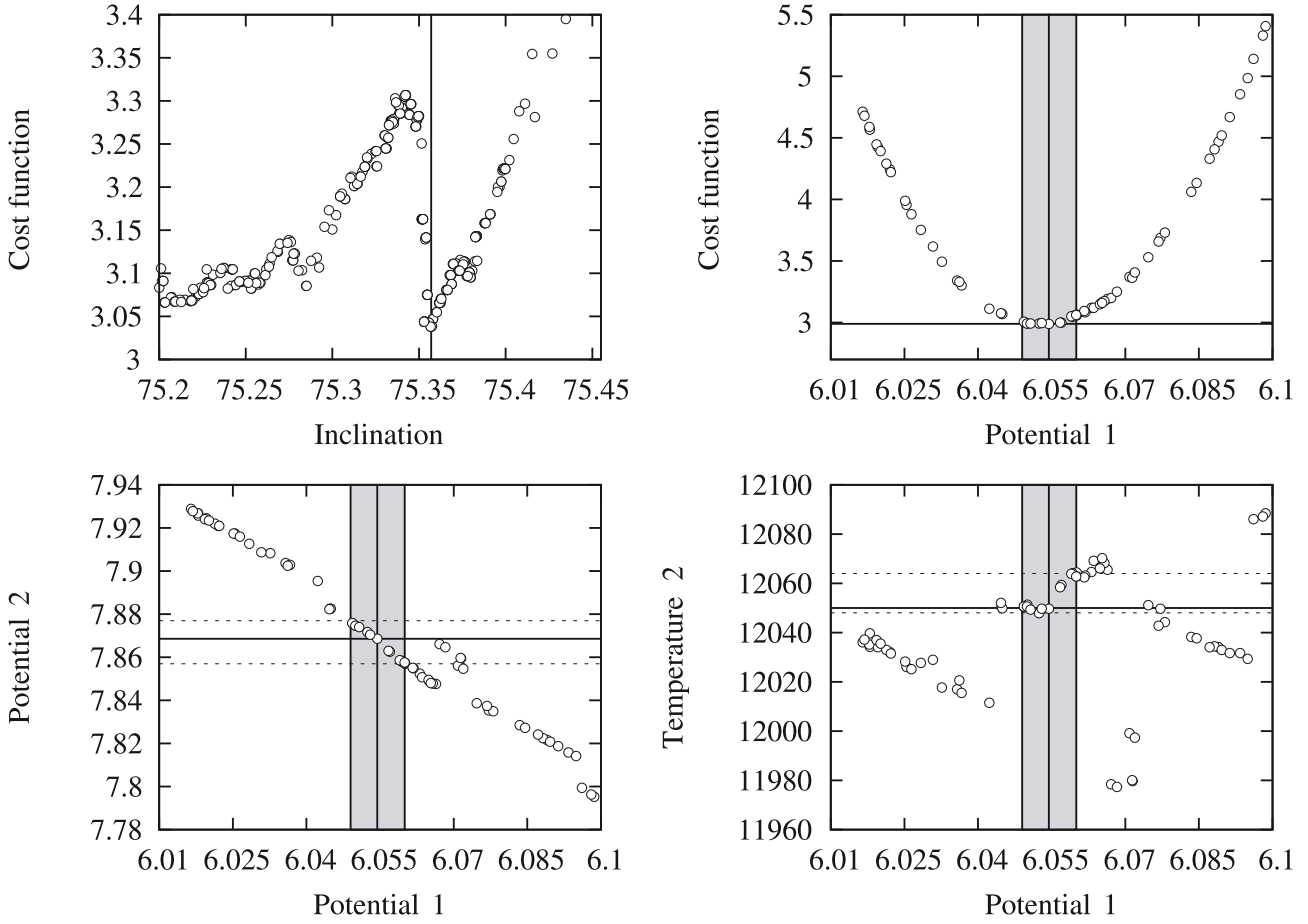 3.4
3.35
3.3
3.25
3.2
3.15
3.1
3.05
3
Cost function
75.2 75.25 75.3 75.35 75.4 75.45
Inclination
5.5
5
4.5
4
3.5
3
Cost function
6.01 6.025 6.04 6.055 6.07 6.085 6.1
Potential 1
7.94
7.92
7.9
7.88
7.86
7.84
7.82
7.8
7.78
Potential 2
6.01 6.025 6.04 6.055 6.07 6.085 6.1
Potential 1
12100
12080
12060
12040
12020
12000
11980
11960
Temperature 2
6.01 6.025 6.04 6.055 6.07 6.085 6.1
Potential 1